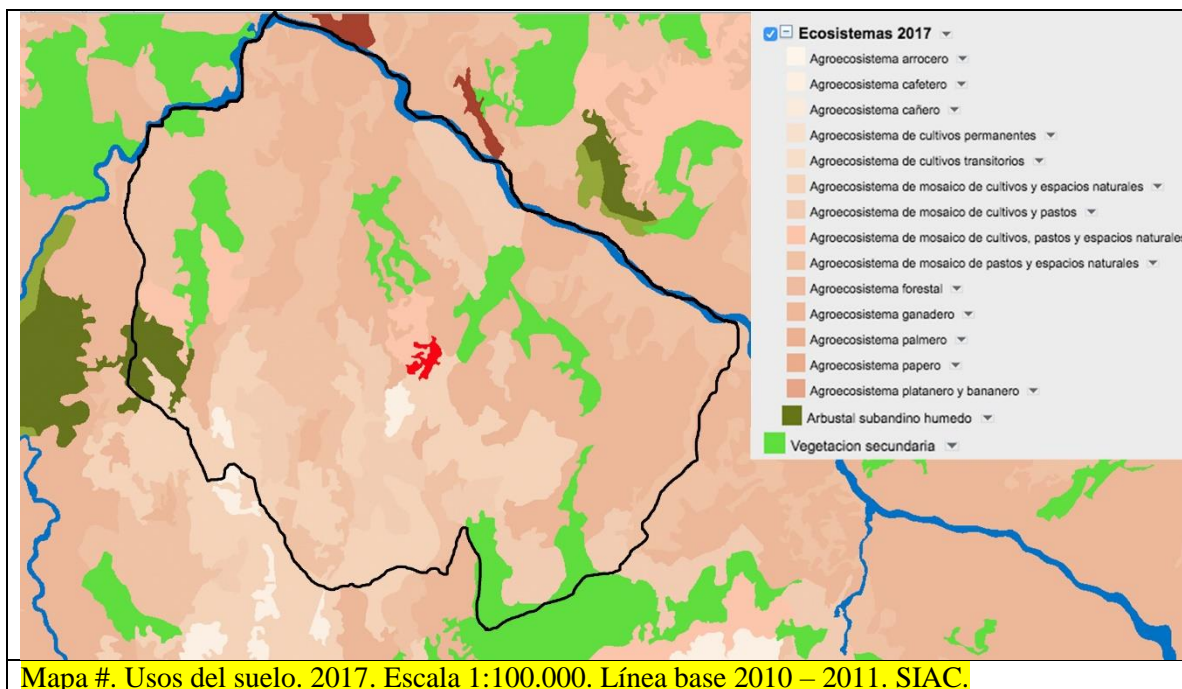 Ecosistemas 2017
Agroecosistema arrocero
Agroecosistema cafetero
Agroecosistema cañero
Agroecosistema de cultivos permanentes
Agroecosistema de cultivos transitorios
Agroecosistema de mosaico de cultivos y espacios naturales
Agroecosistema de mosaico de cultivos y pastos
Agroecosistema de mosaico de cultivos, pastos y espacios naturales
Agroecosistema de mosaico de pastos y espacios naturales
Agroecosistema forestal
Agroecosistema ganadero
Agroecosistema palmero
Agroecosistema papero
Agroecosistema platanero y bananero
Arbustal subandino humedo
Vegetacion secundaria
Mapa #. Usos del suelo. 2017. Escala 1:100.000. Línea base 2010 – 2011. SIAC.